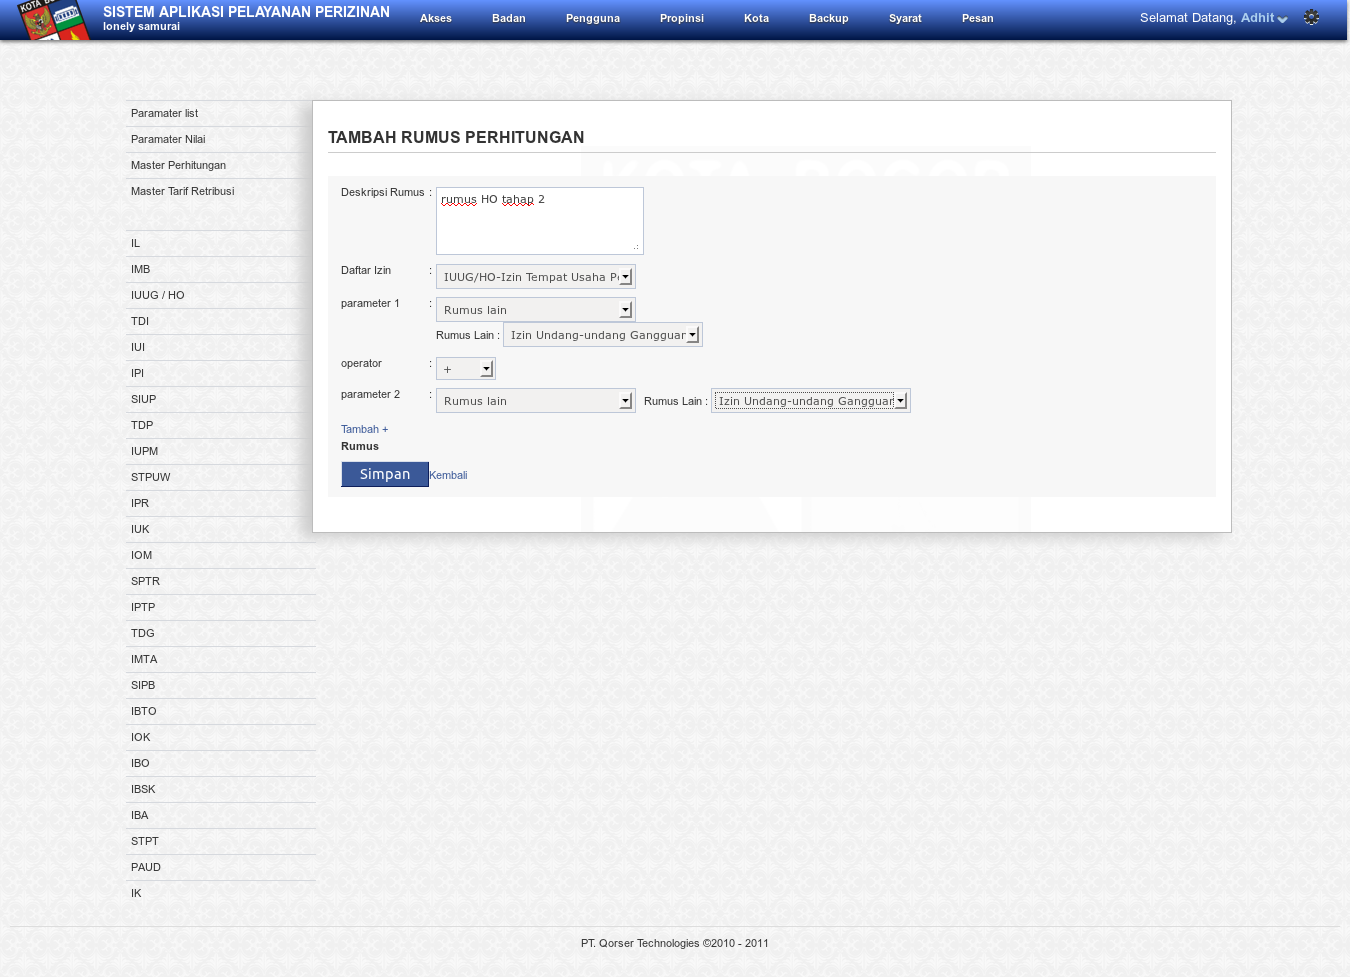 SISTEM APLIKASI PELAYANAN PERIZINAN
lonely samurai
Akses Badan Pengguna Propinsi Kota Backup Syarat Pesan
Selamat Datang, Adhit
Paramater list
Paramater Nilai
Master Perhitungan
Master Tarif Retribusi
IL
IMB
IUUG / HO
TDI
IUI
IPI
SIUP
TDP
IUPM
STPUW
IPR
IUK
IOM
SPTR
IPTP
TDG
IMTA
SIPB
IBTO
IOK
IBO
IBSK
IBA
STPT
PAUD
IK
TAMBAH RUMUS PERHITUNGAN
Deskripsi Rumus : rumus HO tahap 2
Daftar Izin : IUUG/HO-Izin Tempat Usaha
parameter 1 : Rumus lain
Rumus Lain : Izin Undang-undang Gangguan
operator : +
parameter 2 : Rumus lain Rumus Lain : Izin Undang-undang Gangguan
Tambah +
Rumus
Simpan Kembali
PT. Qorser Technologies ©2010 - 2011